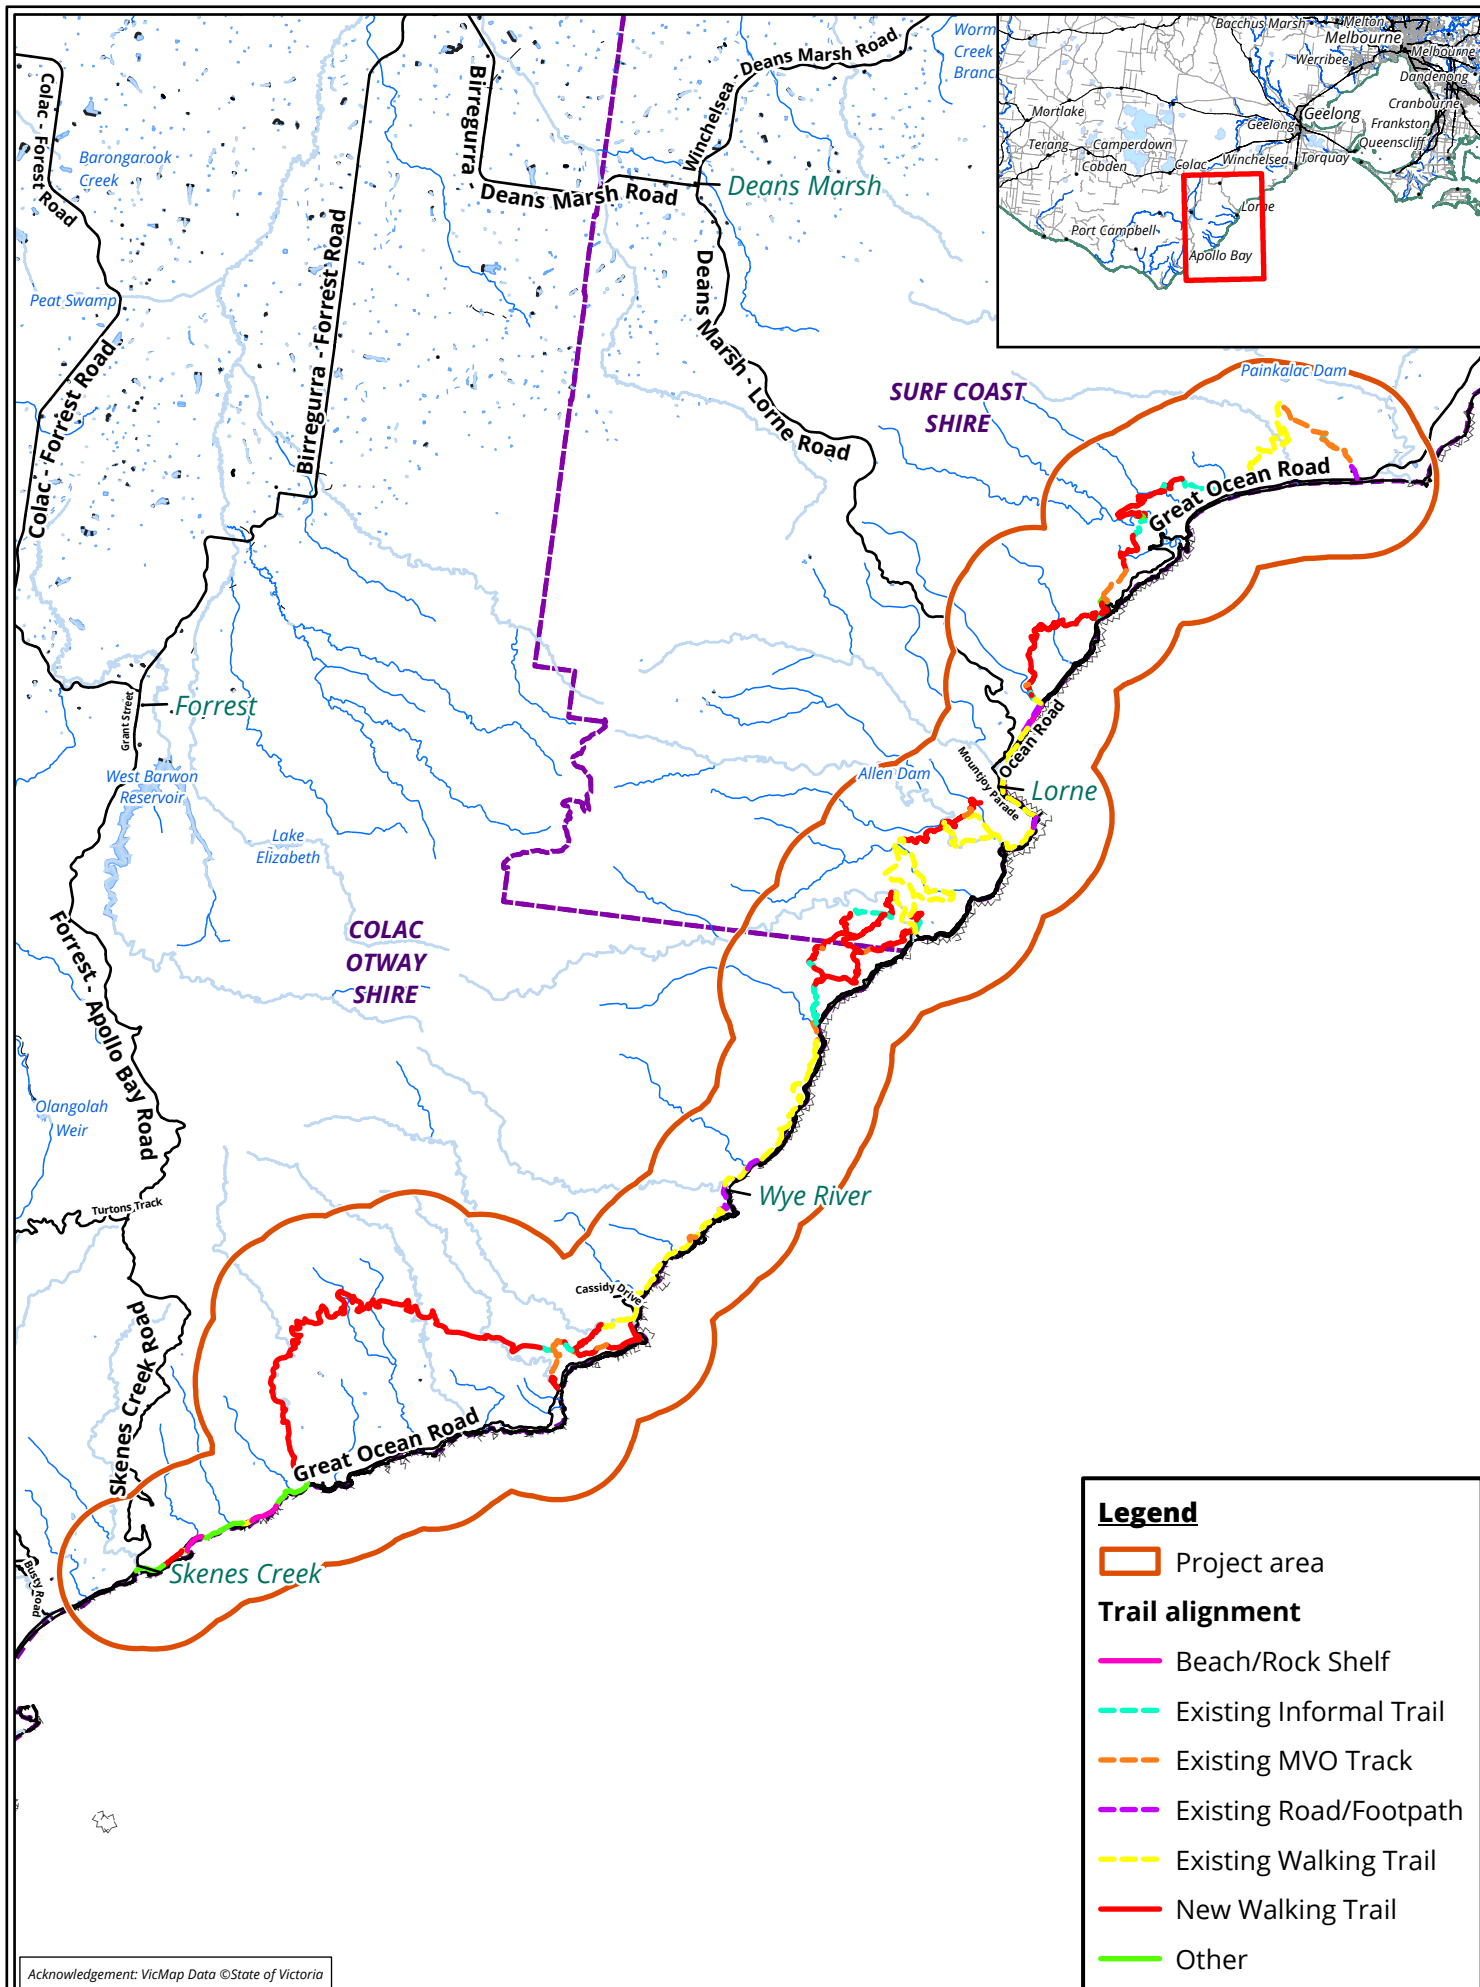 Colac - Forrest Road
Barongarook
Creek
Peat Swamp
Colac - Forrest Road
Birregurra - Forrest Road
Birregurra - Deans Marsh Road
Winchelsea - Deans Marsh Road
Deans Marsh
Worm
Creek
Branc
Deans Marsh - Lorne Road
Bacchus Marsh
Melton
Melbourne
Melbourne
Werribee
Dandenong
Mortlake
Geelong
Cranbourne
Geelong
Frankston
Terang
Camperdown
Queenscliff
Cobden
Colac
Winchelsea
Torquay
Lorne
Port Campbell
Apollo Bay
SURF COAST
SHIRE
Painkalac Dam
Great Ocean Road
Grant Street
Forrest
West Barwon
Reservoir
Lake
Elizabeth
Allen Dam
Ocean Road
Mountjoy Parade
Lorne
COLAC
OTWAY
SHIRE
Forrest - Apollo Bay Road
Olangolah
Weir
Turtons Track
Wye River
Cassidy Drive
Skenes Creek Road
Great Ocean Road
Skenes Creek
Busty Road
Legend
Project area
Trail alignment
Beach/Rock Shelf
Existing Informal Trail
Existing MVO Track
Existing Road/Footpath
Existing Walking Trail
New Walking Trail
Other
Acknowledgement: VicMap Data ©State of Victoria